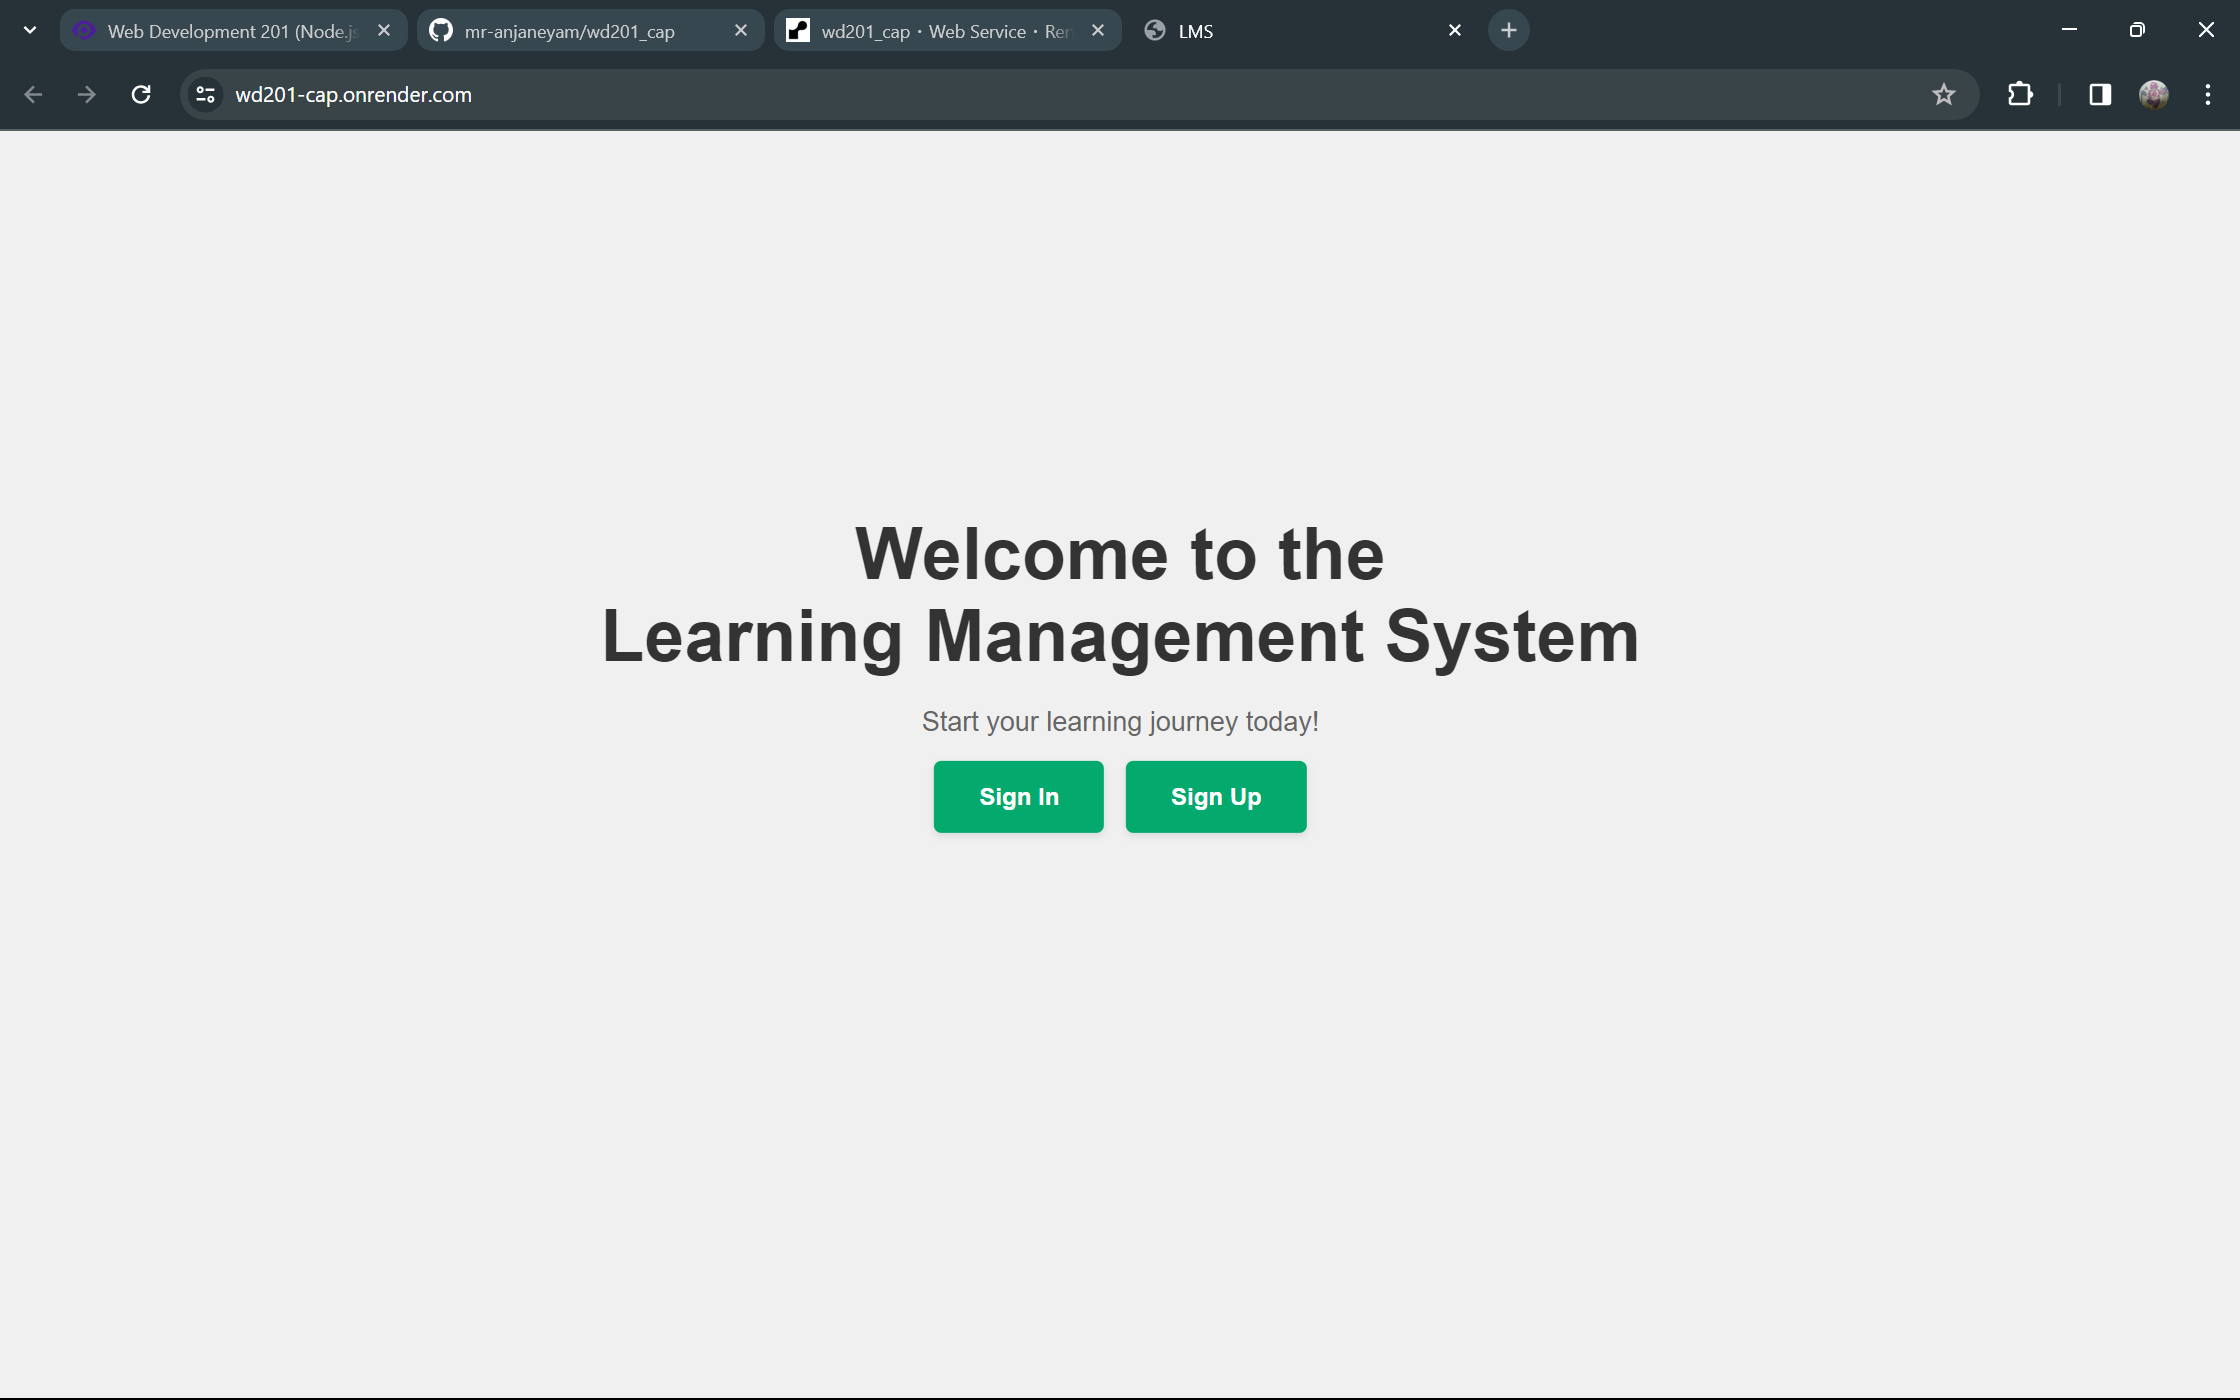 Web Development 201 (Node.js
mr-anjaneyam/wd201_cap
wd201_cap · Web Service · Ren
LMS
wd201-cap.onrender.com
Welcome to the
Learning Management System
Start your learning journey today!
Sign In
Sign Up